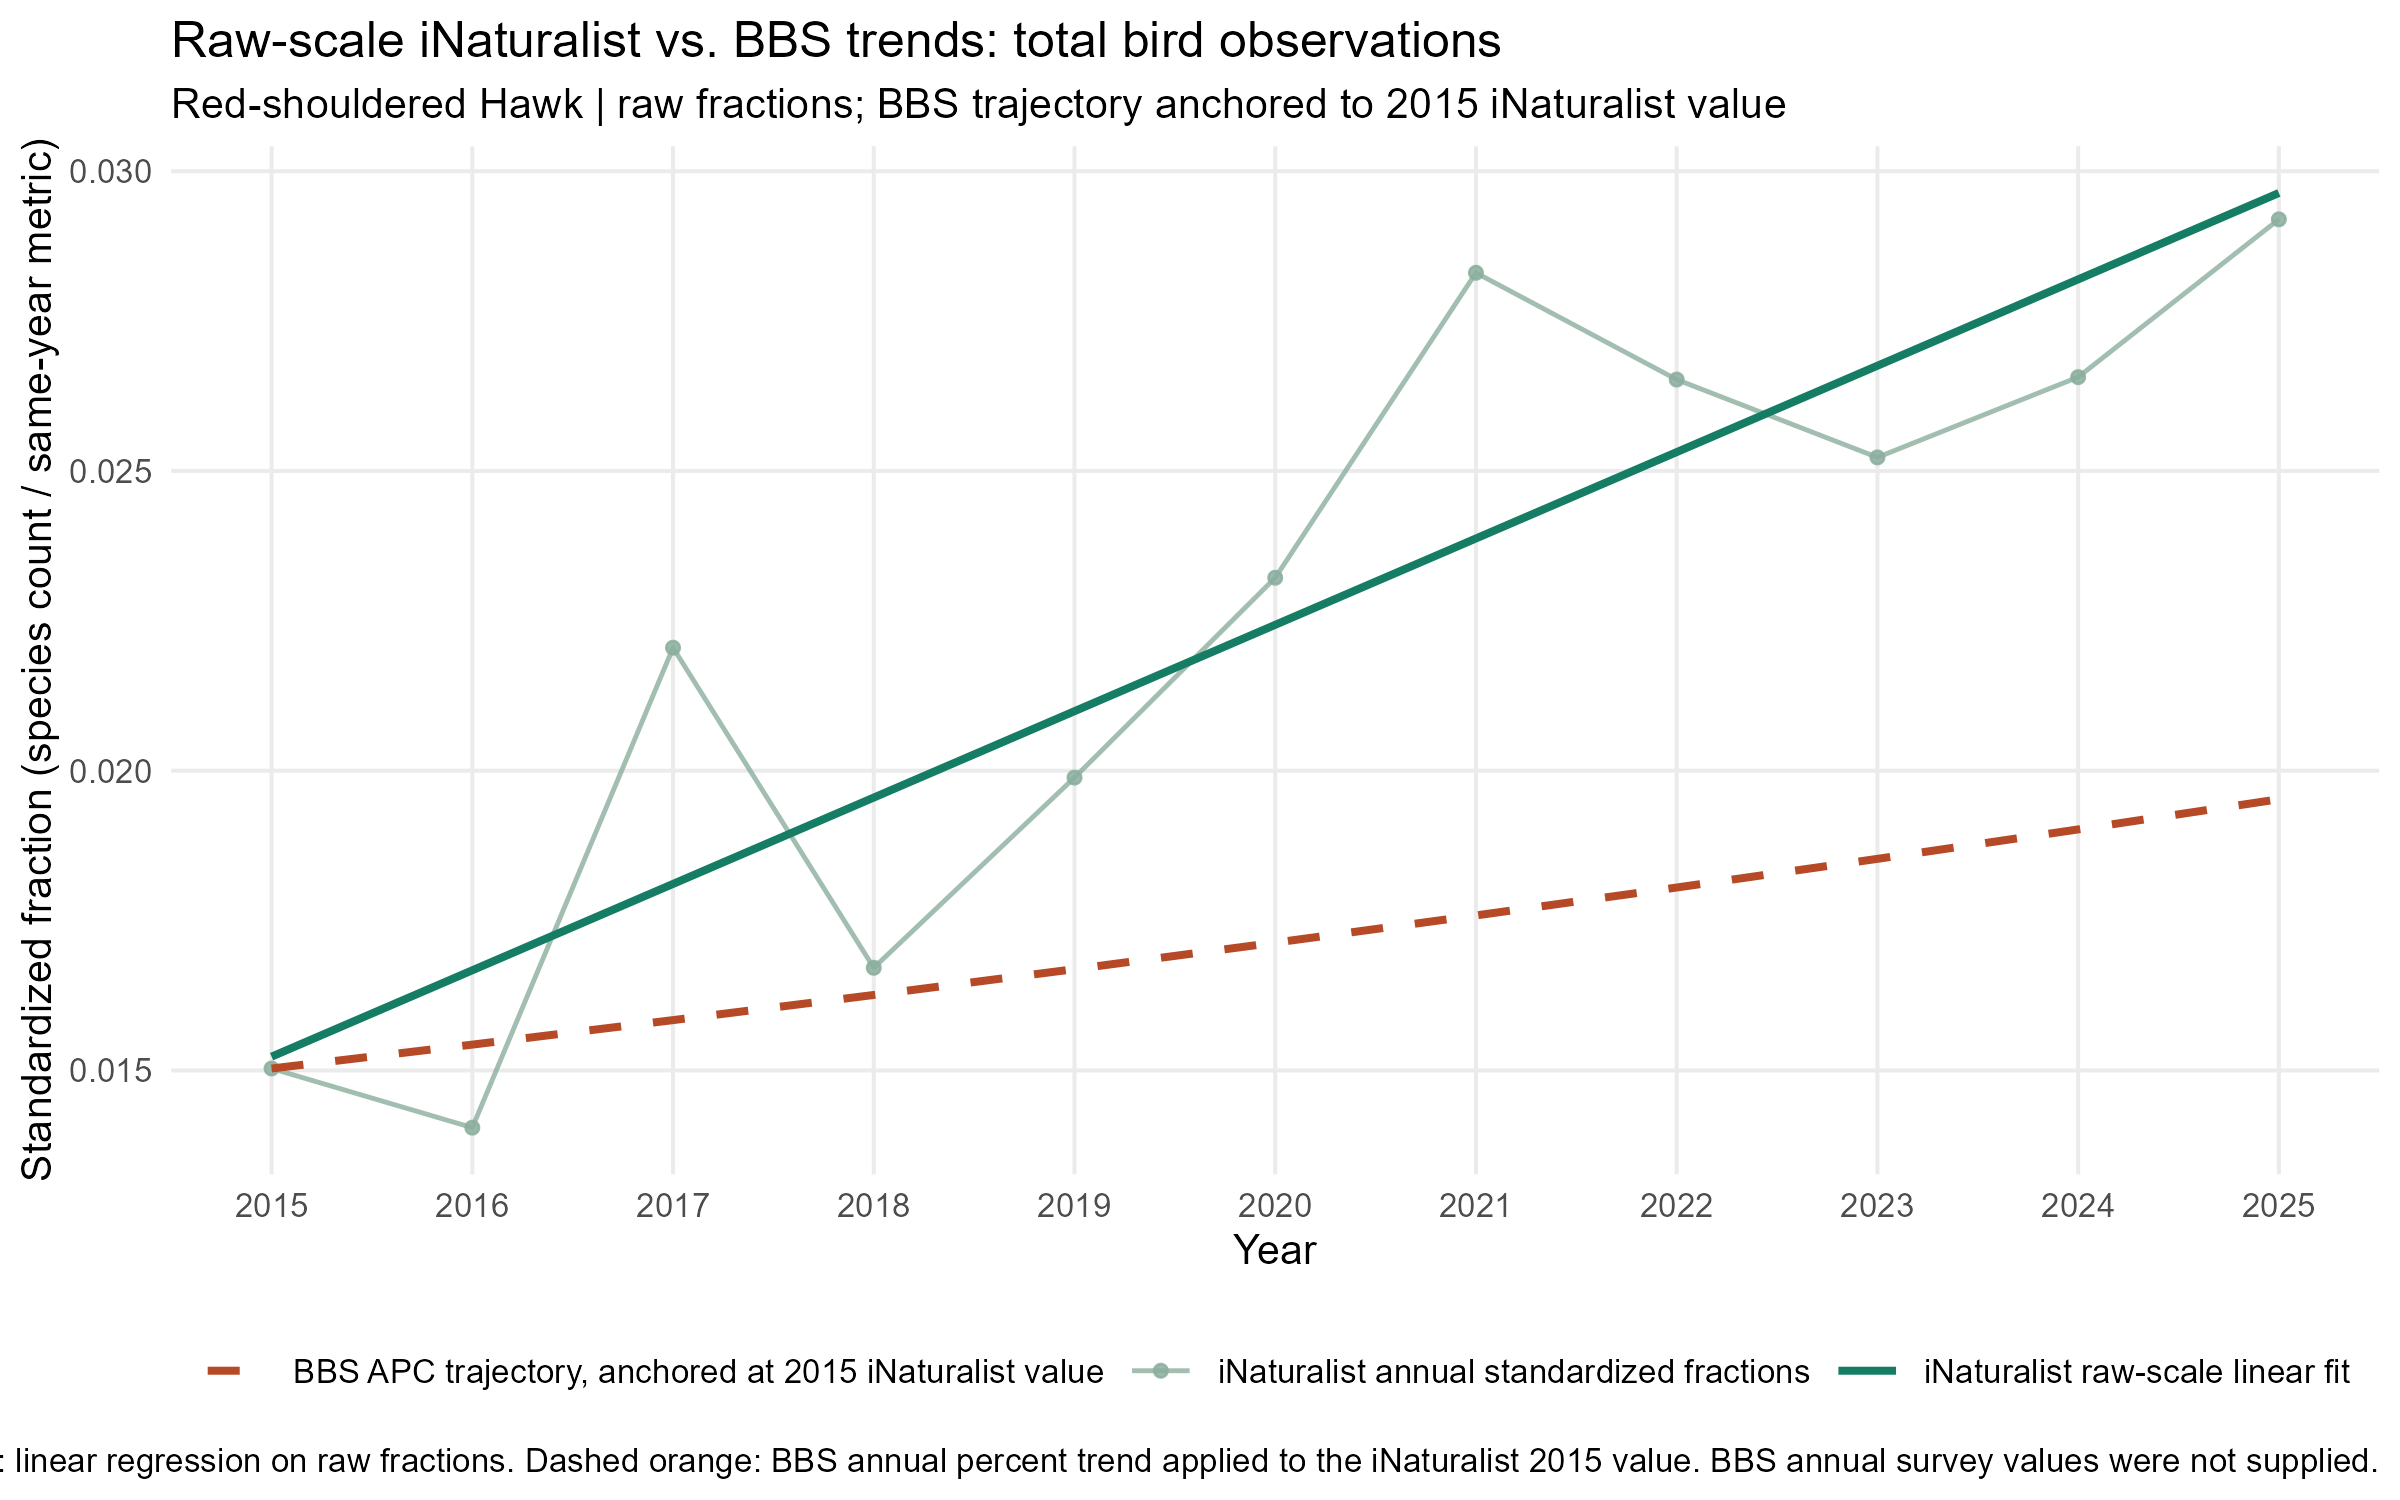 Raw-scale iNaturalist vs. BBS trends: total bird observations
Red-shouldered Hawk | raw fractions; BBS trajectory anchored to 2015 iNaturalist value
Standardized fraction (species count / same-year metric)
0.030
0.025
0.020
0.015
2015 2016 2017 2018 2019 2020 2021 2022 2023 2024 2025
Year
BBS APC trajectory, anchored at 2015 iNaturalist value iNaturalist annual standardized fractions iNaturalist raw-scale linear fit
: linear regression on raw fractions. Dashed orange: BBS annual percent trend applied to the iNaturalist 2015 value. BBS annual survey values were not supplied.